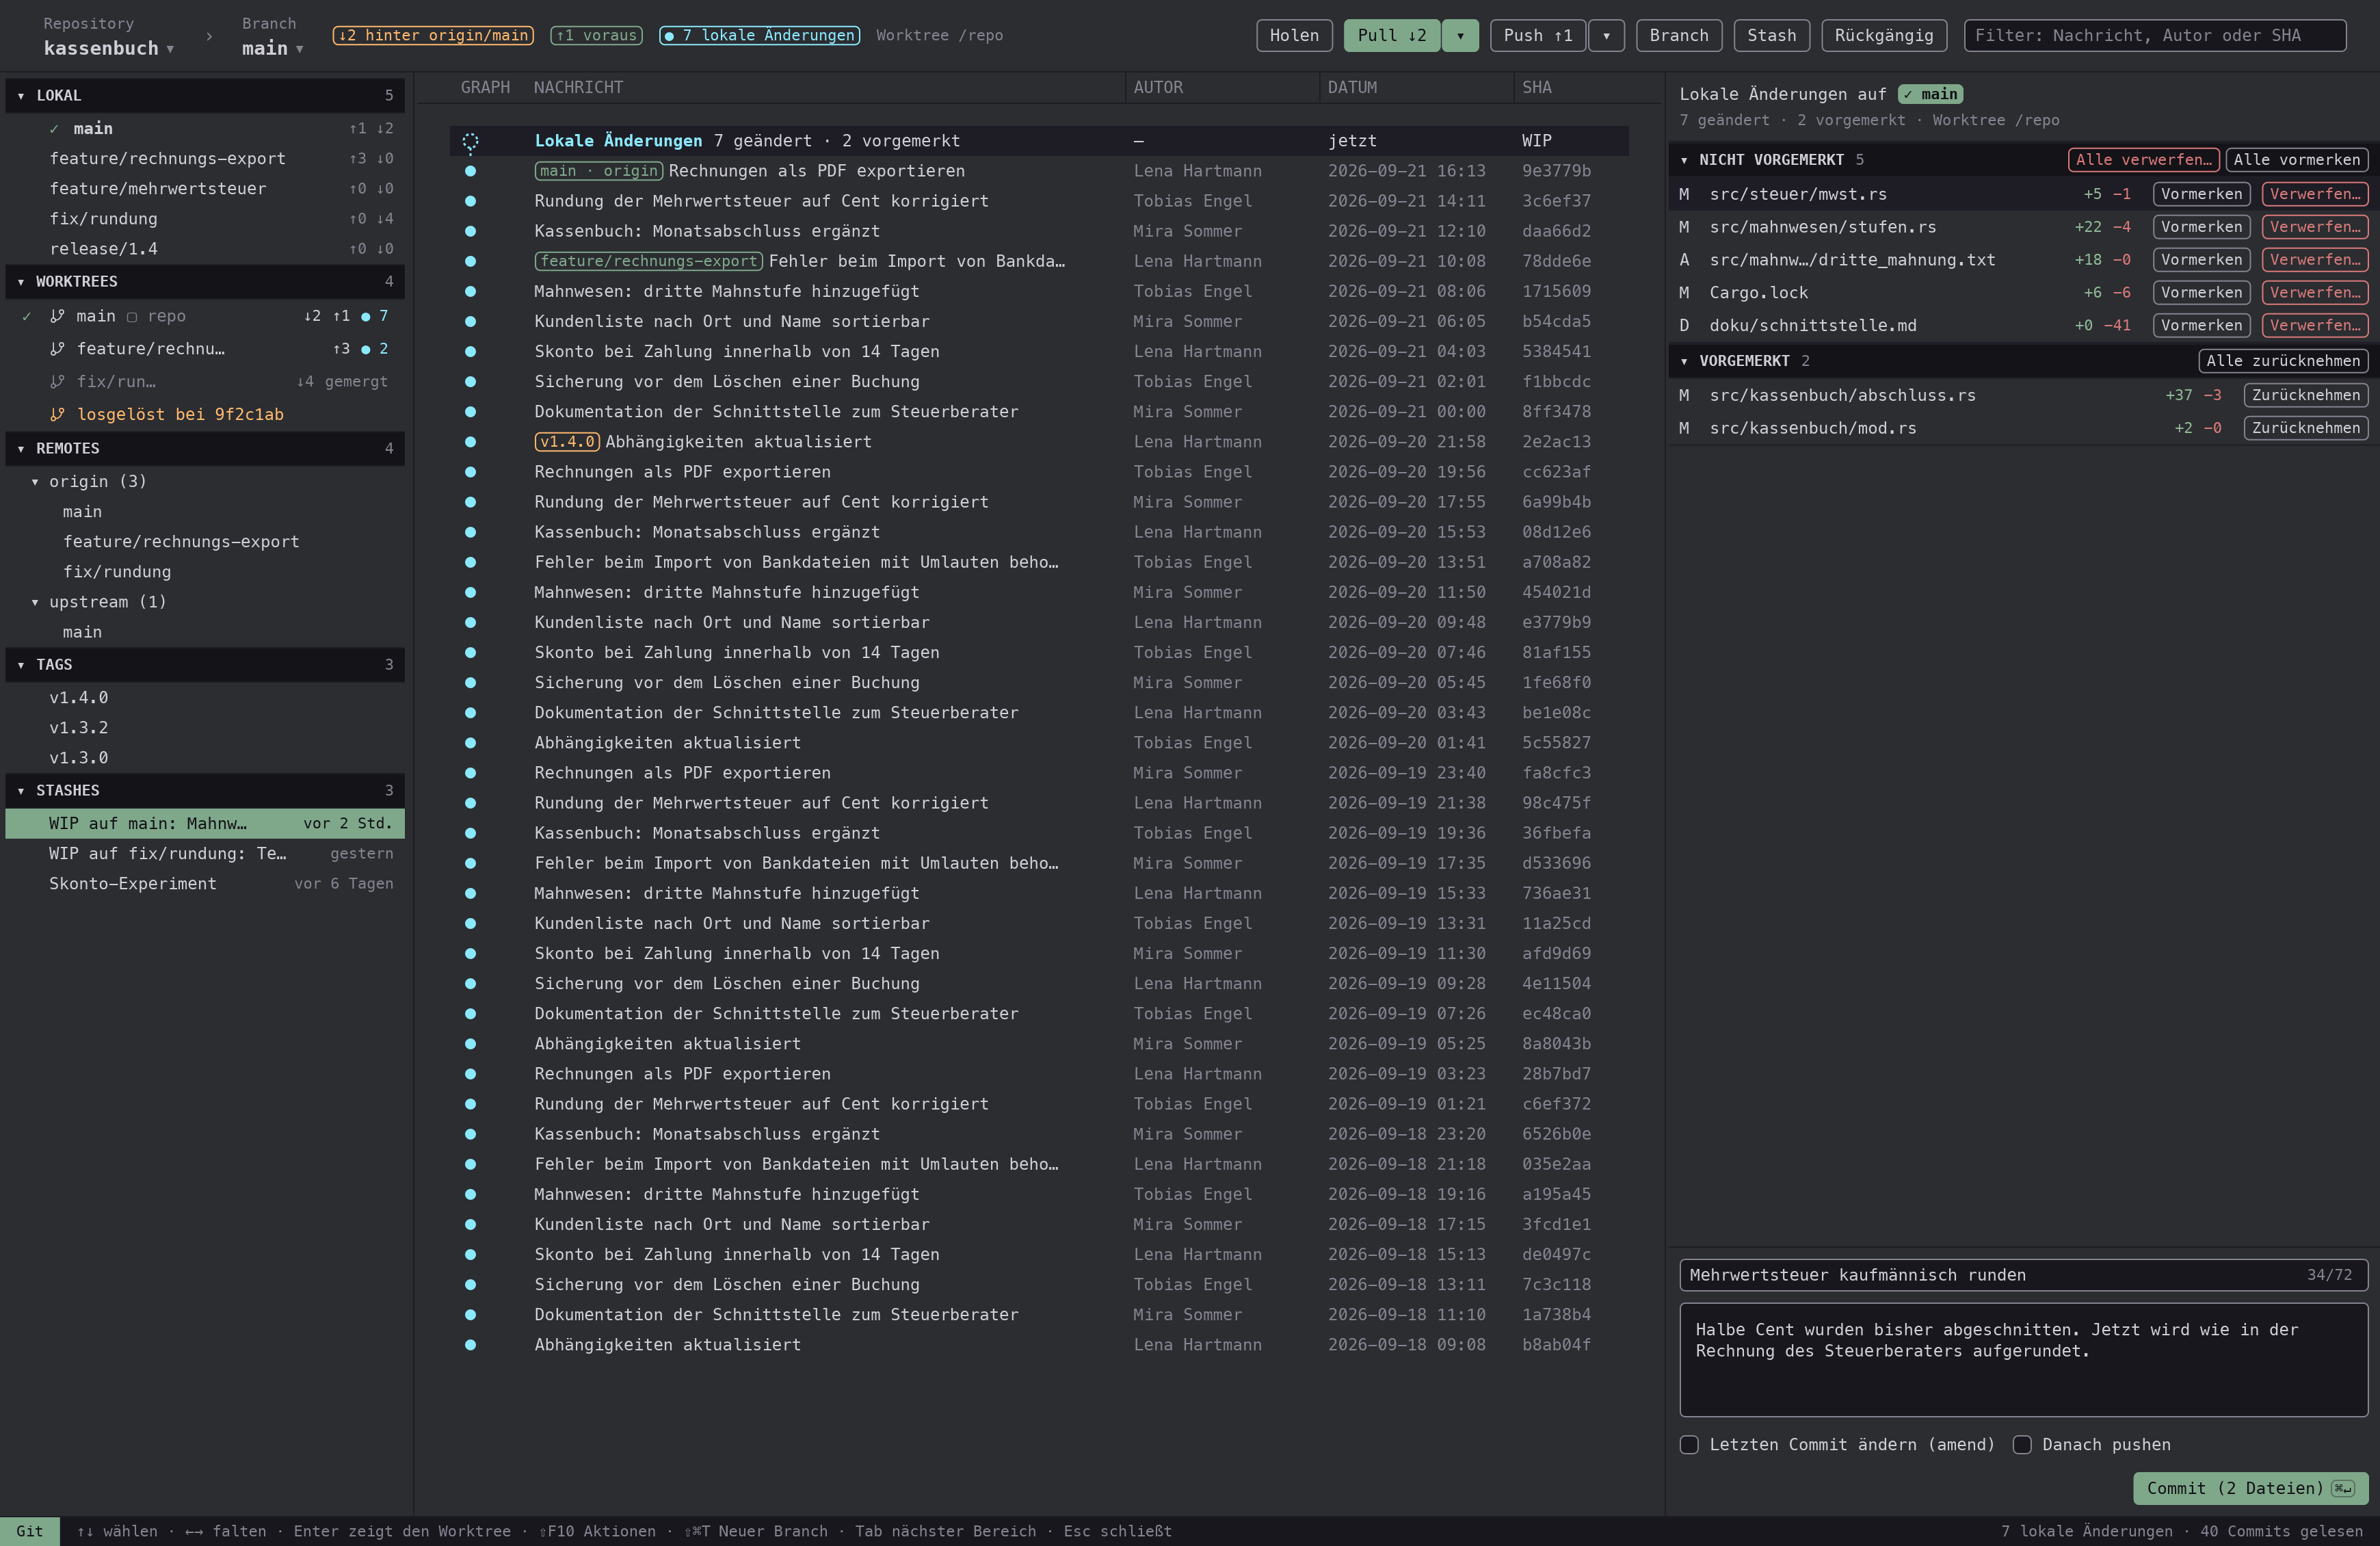 Repository
kassenbuch ▾
›
Branch
main ▾
↓2 hinter origin/main ↑1 voraus ● 7 lokale Änderungen Worktree /repo
Holen Pull ↓2 ▾ Push ↑1 ▾ Branch Stash Rückgängig Filter: Nachricht, Autor oder SHA
▾ LOKAL 5
✓ main ↑1 ↓2
feature/rechnungs-export ↑3 ↓0
feature/mehrwertsteuer ↑0 ↓0
fix/rundung ↑0 ↓4
release/1.4 ↑0 ↓0
▾ WORKTREES 4
✓ main ▢ repo ↓2 ↑1 ● 7
feature/rechnu… ↑3 ● 2
fix/run… ↓4 gemergt
losgelöst bei 9f2c1ab
▾ REMOTES 4
▾ origin (3)
main
feature/rechnungs-export
fix/rundung
▾ upstream (1)
main
▾ TAGS 3
v1.4.0
v1.3.2
v1.3.0
▾ STASHES 3
WIP auf main: Mahnw… vor 2 Std.
WIP auf fix/rundung: Te… gestern
Skonto-Experiment vor 6 Tagen
GRAPH NACHRICHT AUTOR DATUM SHA
Lokale Änderungen 7 geändert · 2 vorgemerkt — jetzt WIP
main · origin Rechnungen als PDF exportieren Lena Hartmann 2026-09-21 16:13 9e3779b
Rundung der Mehrwertsteuer auf Cent korrigiert Tobias Engel 2026-09-21 14:11 3c6ef37
Kassenbuch: Monatsabschluss ergänzt Mira Sommer 2026-09-21 12:10 daa66d2
feature/rechnungs-export Fehler beim Import von Bankda… Lena Hartmann 2026-09-21 10:08 78dde6e
Mahnwesen: dritte Mahnstufe hinzugefügt Tobias Engel 2026-09-21 08:06 1715609
Kundenliste nach Ort und Name sortierbar Mira Sommer 2026-09-21 06:05 b54cda5
Skonto bei Zahlung innerhalb von 14 Tagen Lena Hartmann 2026-09-21 04:03 5384541
Sicherung vor dem Löschen einer Buchung Tobias Engel 2026-09-21 02:01 f1bbcdc
Dokumentation der Schnittstelle zum Steuerberater Mira Sommer 2026-09-21 00:00 8ff3478
v1.4.0 Abhängigkeiten aktualisiert Lena Hartmann 2026-09-20 21:58 2e2ac13
Rechnungen als PDF exportieren Tobias Engel 2026-09-20 19:56 cc623af
Rundung der Mehrwertsteuer auf Cent korrigiert Mira Sommer 2026-09-20 17:55 6a99b4b
Kassenbuch: Monatsabschluss ergänzt Lena Hartmann 2026-09-20 15:53 08d12e6
Fehler beim Import von Bankdateien mit Umlauten beho… Tobias Engel 2026-09-20 13:51 a708a82
Mahnwesen: dritte Mahnstufe hinzugefügt Mira Sommer 2026-09-20 11:50 454021d
Kundenliste nach Ort und Name sortierbar Lena Hartmann 2026-09-20 09:48 e3779b9
Skonto bei Zahlung innerhalb von 14 Tagen Tobias Engel 2026-09-20 07:46 81af155
Sicherung vor dem Löschen einer Buchung Mira Sommer 2026-09-20 05:45 1fe68f0
Dokumentation der Schnittstelle zum Steuerberater Lena Hartmann 2026-09-20 03:43 be1e08c
Abhängigkeiten aktualisiert Tobias Engel 2026-09-20 01:41 5c55827
Rechnungen als PDF exportieren Mira Sommer 2026-09-19 23:40 fa8cfc3
Rundung der Mehrwertsteuer auf Cent korrigiert Lena Hartmann 2026-09-19 21:38 98c475f
Kassenbuch: Monatsabschluss ergänzt Tobias Engel 2026-09-19 19:36 36fbefa
Fehler beim Import von Bankdateien mit Umlauten beho… Mira Sommer 2026-09-19 17:35 d533696
Mahnwesen: dritte Mahnstufe hinzugefügt Lena Hartmann 2026-09-19 15:33 736ae31
Kundenliste nach Ort und Name sortierbar Tobias Engel 2026-09-19 13:31 11a25cd
Skonto bei Zahlung innerhalb von 14 Tagen Mira Sommer 2026-09-19 11:30 afd9d69
Sicherung vor dem Löschen einer Buchung Lena Hartmann 2026-09-19 09:28 4e11504
Dokumentation der Schnittstelle zum Steuerberater Tobias Engel 2026-09-19 07:26 ec48ca0
Abhängigkeiten aktualisiert Mira Sommer 2026-09-19 05:25 8a8043b
Rechnungen als PDF exportieren Lena Hartmann 2026-09-19 03:23 28b7bd7
Rundung der Mehrwertsteuer auf Cent korrigiert Tobias Engel 2026-09-19 01:21 c6ef372
Kassenbuch: Monatsabschluss ergänzt Mira Sommer 2026-09-18 23:20 6526b0e
Fehler beim Import von Bankdateien mit Umlauten beho… Lena Hartmann 2026-09-18 21:18 035e2aa
Mahnwesen: dritte Mahnstufe hinzugefügt Tobias Engel 2026-09-18 19:16 a195a45
Kundenliste nach Ort und Name sortierbar Mira Sommer 2026-09-18 17:15 3fcd1e1
Skonto bei Zahlung innerhalb von 14 Tagen Lena Hartmann 2026-09-18 15:13 de0497c
Sicherung vor dem Löschen einer Buchung Tobias Engel 2026-09-18 13:11 7c3c118
Dokumentation der Schnittstelle zum Steuerberater Mira Sommer 2026-09-18 11:10 1a738b4
Abhängigkeiten aktualisiert Lena Hartmann 2026-09-18 09:08 b8ab04f
Lokale Änderungen auf ✓ main
7 geändert · 2 vorgemerkt · Worktree /repo
▾ NICHT VORGEMERKT 5 Alle verwerfen… Alle vormerken
M src/steuer/mwst.rs +5 −1 Vormerken Verwerfen…
M src/mahnwesen/stufen.rs +22 −4 Vormerken Verwerfen…
A src/mahnw…/dritte_mahnung.txt +18 −0 Vormerken Verwerfen…
M Cargo.lock +6 −6 Vormerken Verwerfen…
D doku/schnittstelle.md +0 −41 Vormerken Verwerfen…
▾ VORGEMERKT 2 Alle zurücknehmen
M src/kassenbuch/abschluss.rs +37 −3 Zurücknehmen
M src/kassenbuch/mod.rs +2 −0 Zurücknehmen
Mehrwertsteuer kaufmännisch runden 34/72
Halbe Cent wurden bisher abgeschnitten. Jetzt wird wie in der
Rechnung des Steuerberaters aufgerundet.
Letzten Commit ändern (amend) Danach pushen
Commit (2 Dateien) ⌘↵
Git ↑↓ wählen · ←→ falten · Enter zeigt den Worktree · ⇧F10 Aktionen · ⇧⌘T Neuer Branch · Tab nächster Bereich · Esc schließt 7 lokale Änderungen · 40 Commits gelesen